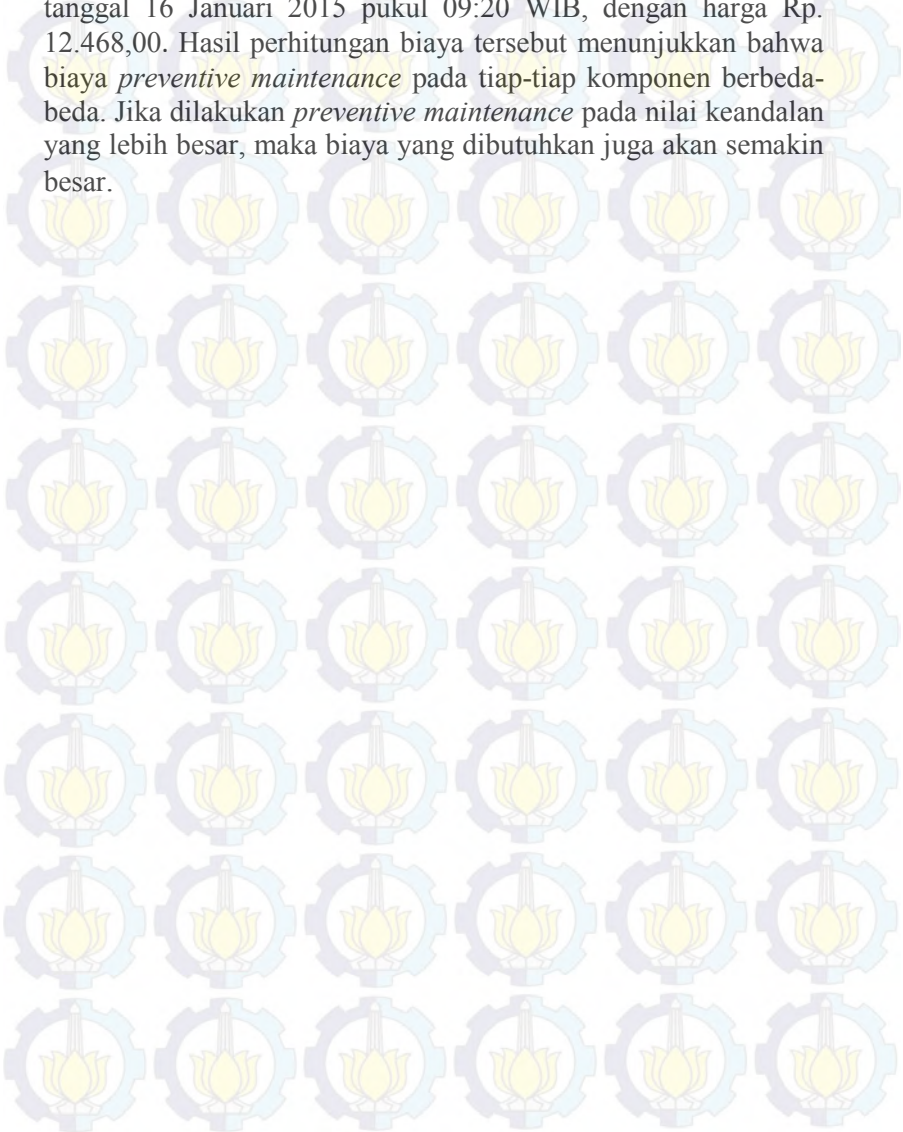 tanggal 16 Januari 2015 pukul 09:20 WIB, dengan harga Rp.
12.468,00. Hasil perhitungan biaya tersebut menunjukkan bahwa
biaya preventive maintenance pada tiap-tiap komponen berbeda-
beda. Jika dilakukan preventive maintenance pada nilai keandalan
yang lebih besar, maka biaya yang dibutuhkan juga akan semakin
besar.